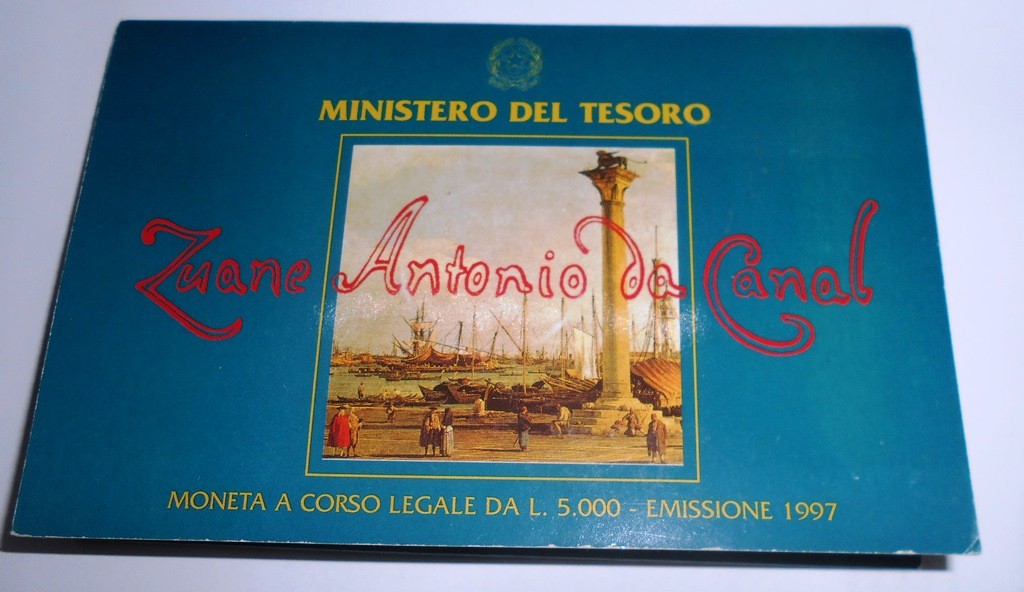 MINISTERO DEL TESORO
Zuane Antonio da Canal
MONETA A CORSO LEGALE DA L. 5.000 - EMISSIONE 1997